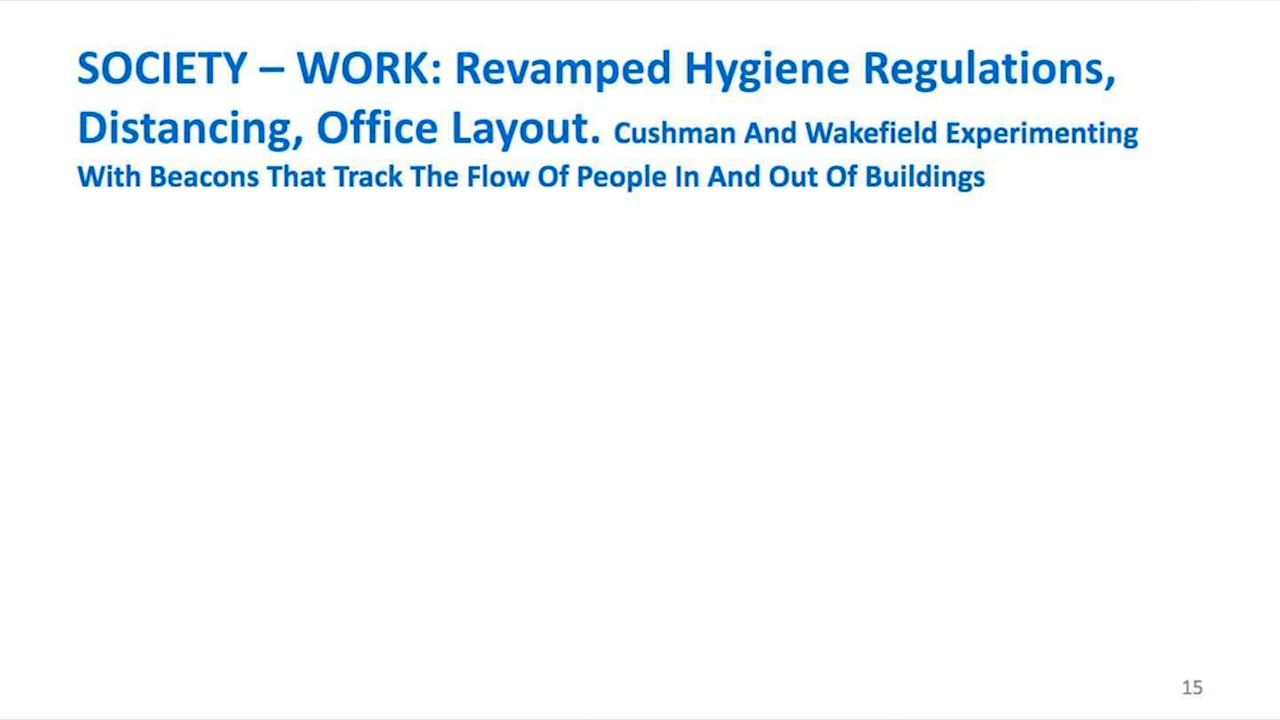 SOCIETY – WORK: Revamped Hygiene Regulations,
Distancing, Office Layout. Cushman And Wakefield Experimenting
With Beacons That Track The Flow Of People In And Out Of Buildings
15